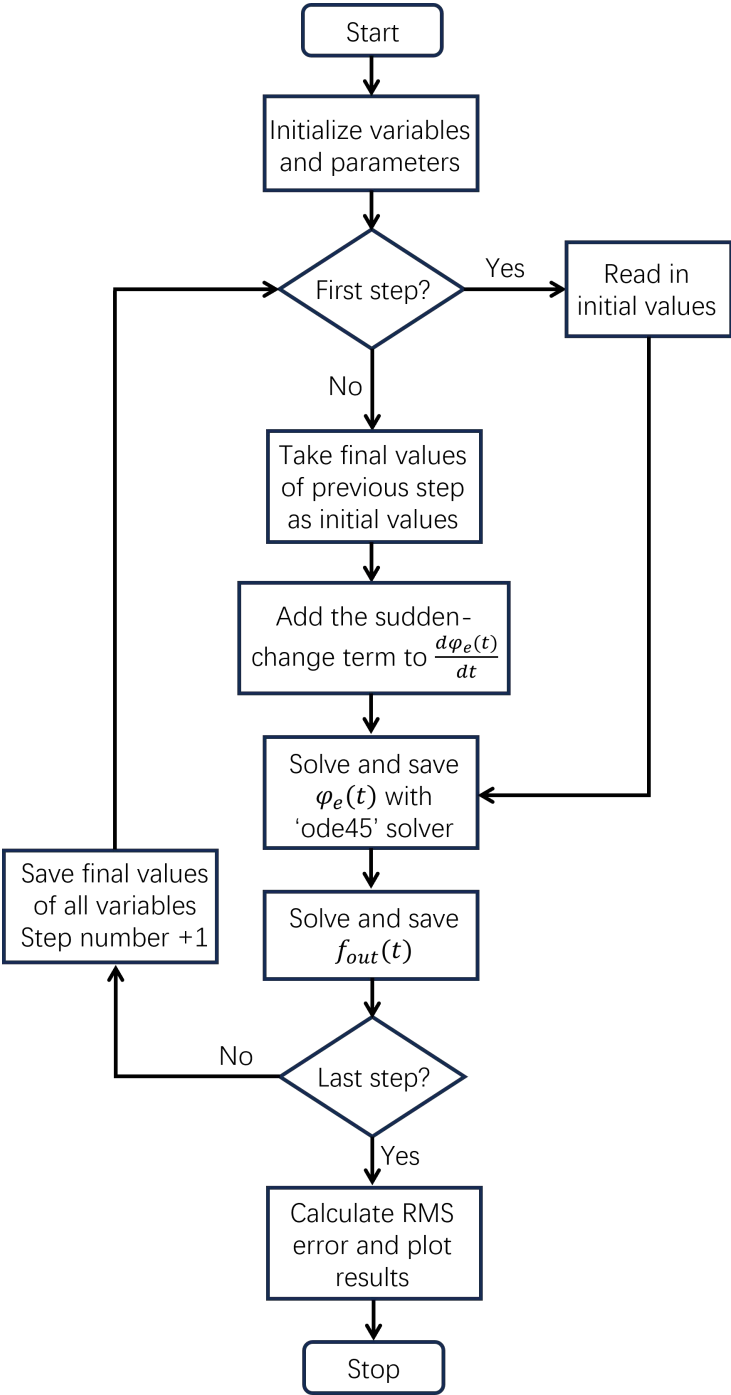 Start
Initialize variables
and parameters
First step?
Yes
Read in
initial values
No
Take final values
of previous step
as initial values
Add the sudden-
change term to dφₑ(t)/dt
Solve and save
φₑ(t) with
‘ode45’ solver
Save final values
of all variables
Step number +1
Solve and save
fₒᵤₜ(t)
No
Last step?
Yes
Calculate RMS
error and plot
results
Stop